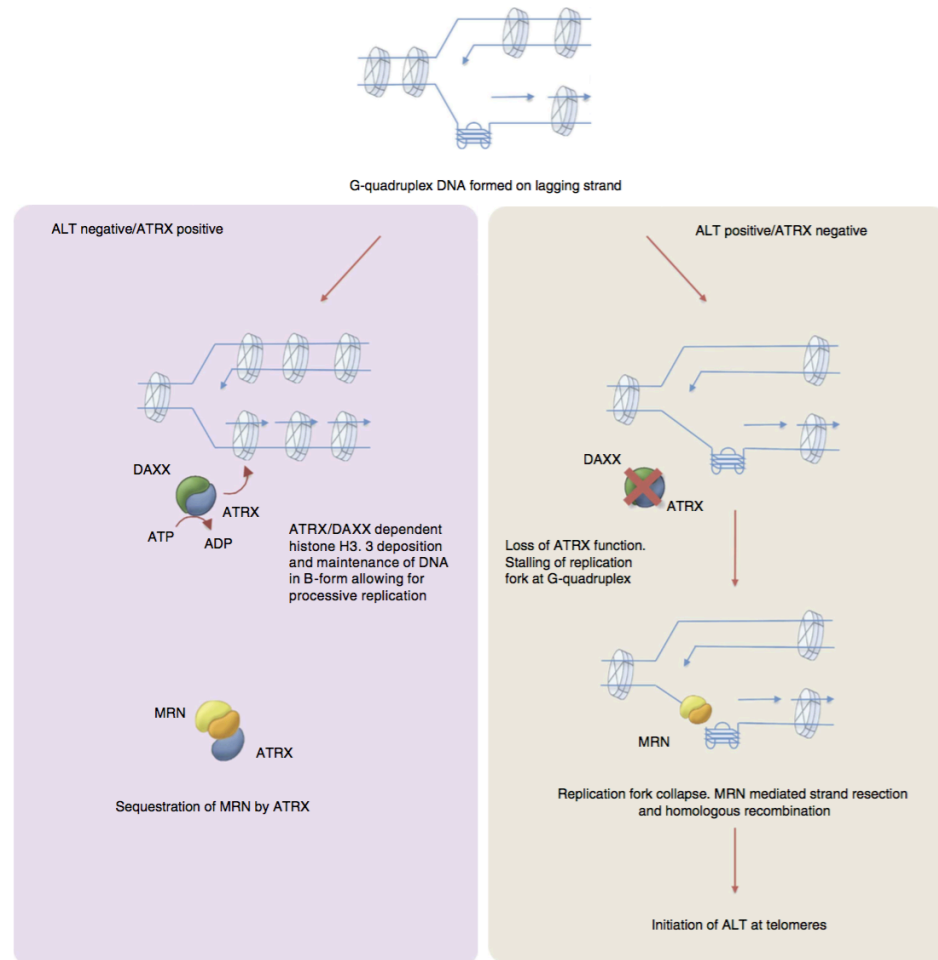 G-quadruplex DNA formed on lagging strand
ALT negative/ATRX positive
DAXX
ATRX
ATP
ADP
ATRX/DAXX dependent
histone H3. 3 deposition
and maintenance of DNA
in B-form allowing for
processive replication
MRN
ATRX
Sequestration of MRN by ATRX
ALT positive/ATRX negative
DAXX
ATRX
Loss of ATRX function.
Stalling of replication
fork at G-quadruplex
MRN
Replication fork collapse. MRN mediated strand resection
and homologous recombination
Initiation of ALT at telomeres